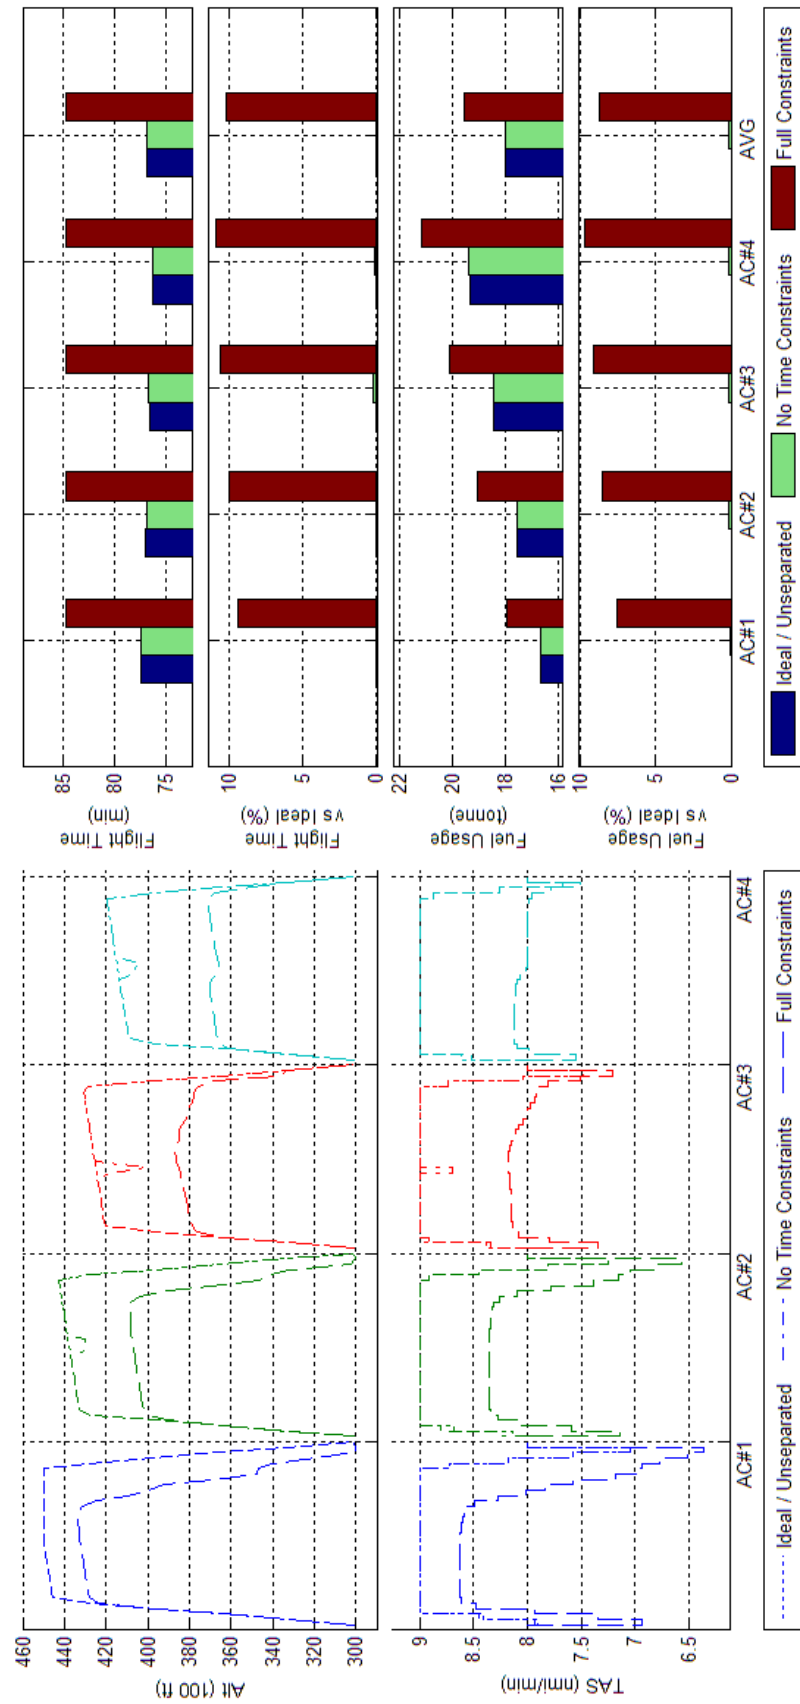 460
440
420
400
380
360
340
320
300
Alt (100 ft)
9
8.5
8
7.5
7
6.5
TAS (nmi/min)
AC#1
AC#2
AC#3
AC#4
Ideal / Unseparated
No Time Constraints
Full Constraints
85
80
75
Flight Time
(min)
10
5
0
Flight Time
vs Ideal (%)
22
20
18
16
Fuel Usage
(tonne)
10
5
0
Fuel Usage
vs Ideal (%)
AC#1
AC#2
AC#3
AC#4
AVG
Ideal / Unseparated
No Time Constraints
Full Constraints